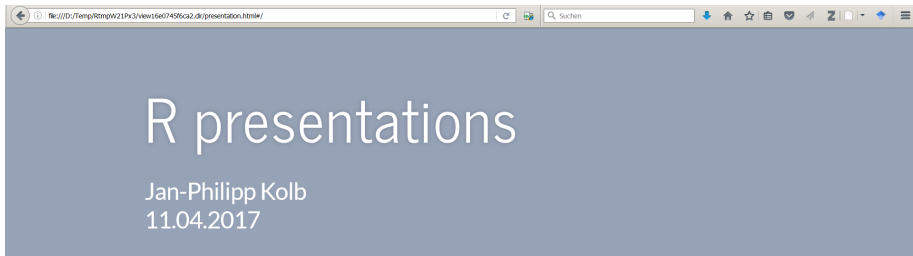 file:///D:/Temp/RtmpW21Px3/view16e0745f6ca2.dir/presentation.html#/
Suchen
R presentations
Jan-Philipp Kolb
11.04.2017